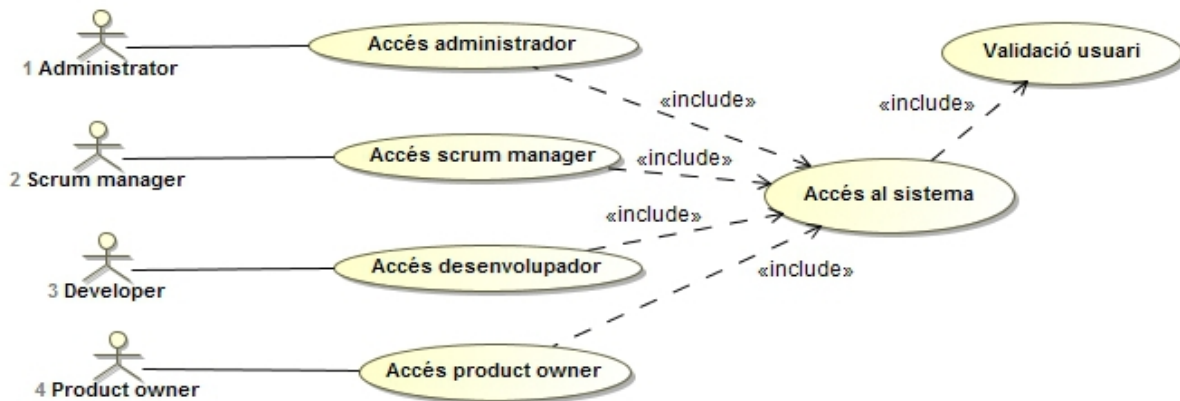 1 Administrator
Accés administrador
Validació usuari
«include»
«include»
2 Scrum manager
Accés scrum manager
«include»
Accés al sistema
«include»
3 Developer
Accés desenvolupador
«include»
4 Product owner
Accés product owner